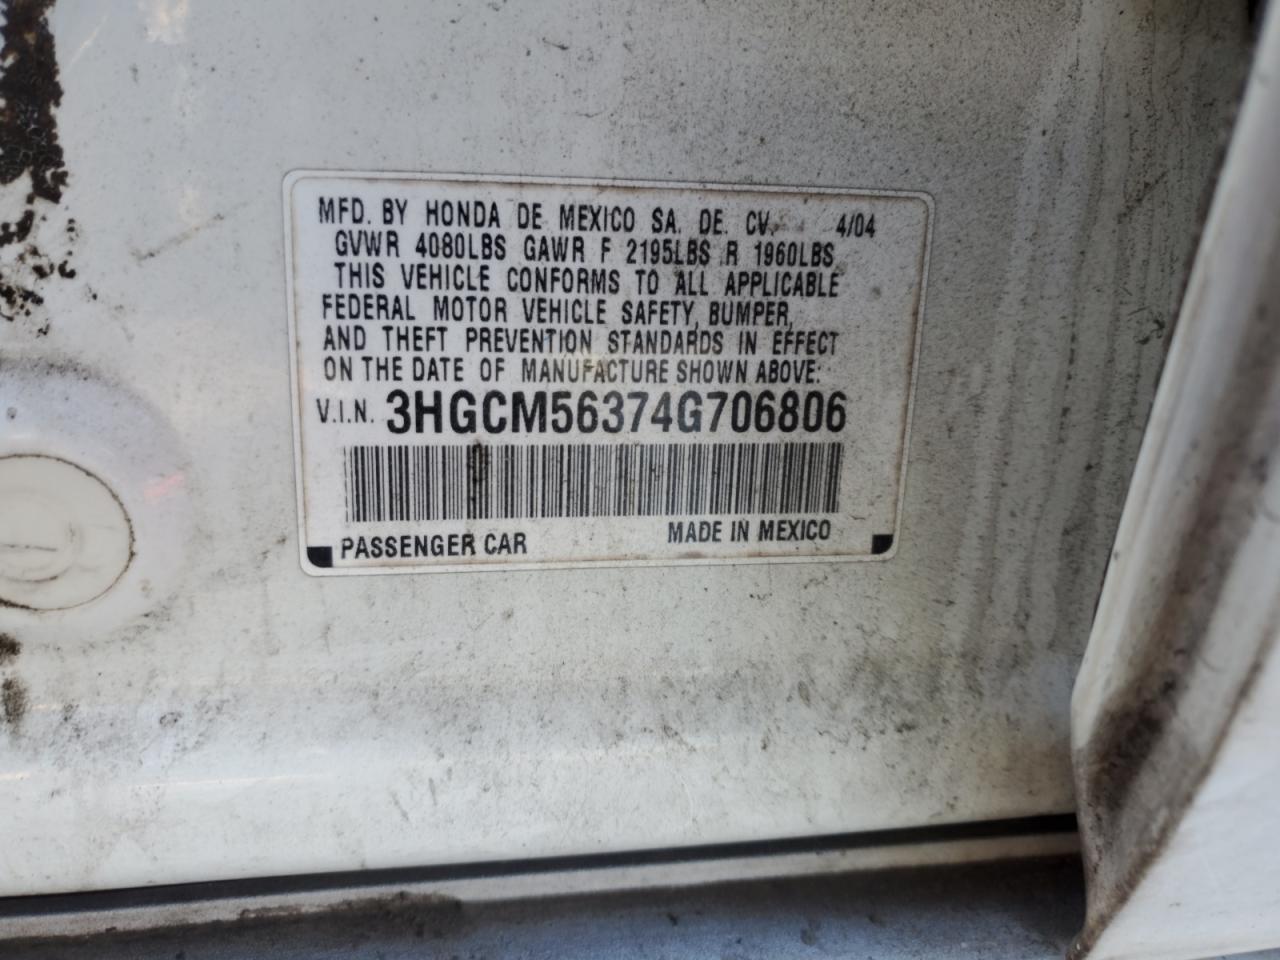 MFD. BY HONDA DE MEXICO SA. DE. CV. 4/04
GVWR 4080LBS GAWR F 2195LBS R 1960LBS
THIS VEHICLE CONFORMS TO ALL APPLICABLE
FEDERAL MOTOR VEHICLE SAFETY, BUMPER,
AND THEFT PREVENTION STANDARDS IN EFFECT
ON THE DATE OF MANUFACTURE SHOWN ABOVE:
V.I.N. 3HGCM56374G706806
PASSENGER CAR MADE IN MEXICO